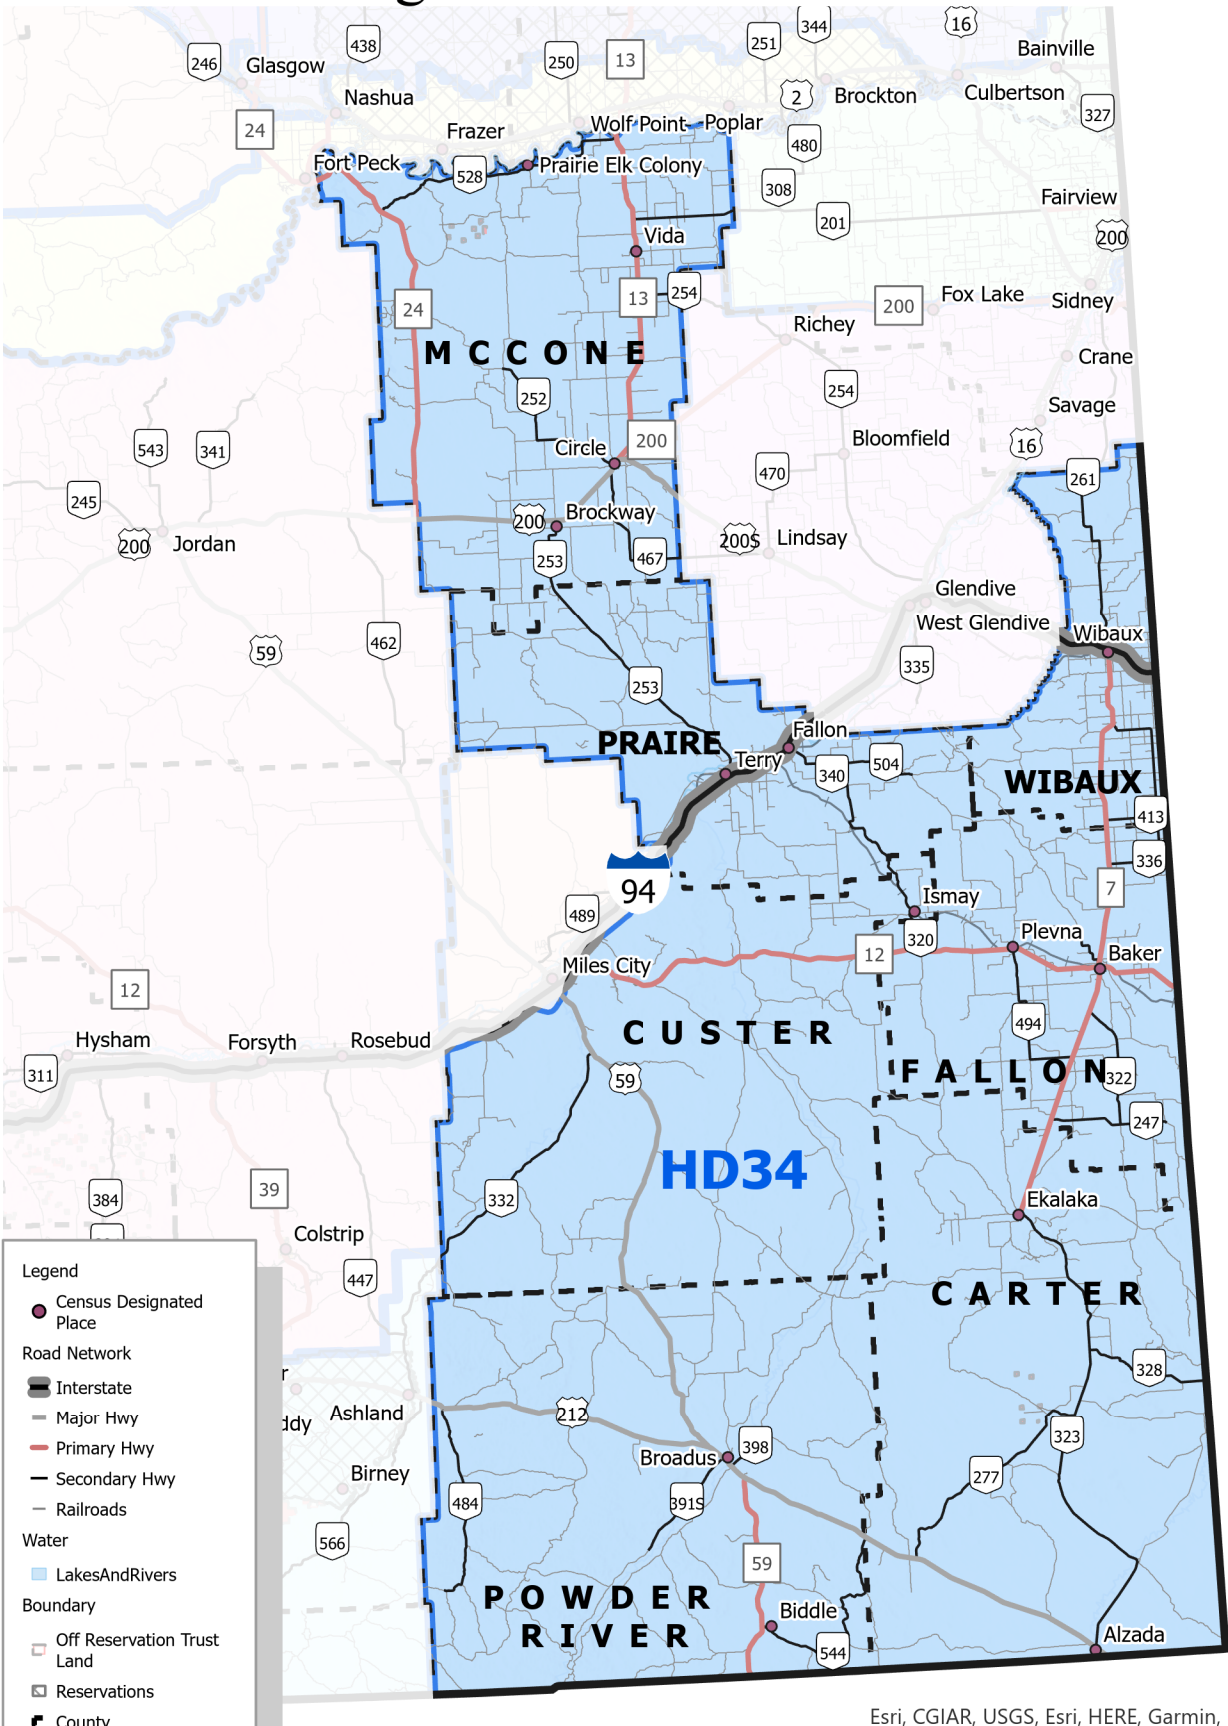 438
344
16
246
Glasgow
250
13
251
Bainville
Nashua
2
Brockton
Culbertson
327
24
Frazer
Wolf Point
Poplar
480
Fort Peck
528
Prairie Elk Colony
308
Fairview
201
200
Vida
24
13
254
200
Fox Lake
Sidney
Richey
MCCONE
Crane
252
254
Savage
543
341
Circle
200
Bloomfield
16
245
470
261
200
Jordan
200
Brockway
200S
Lindsay
253
467
Glendive
59
462
West Glendive
Wibaux
335
253
PRAIRE
Fallon
Terry
340
504
WIBAUX
413
336
94
7
489
Ismay
320
Plevna
12
Baker
Miles City
12
CUSTER
494
Hysham
Forsyth
Rosebud
311
59
FALLON
322
247
HD34
384
39
332
Ekalaka
Colstrip
447
CARTER
328
Ashland
212
398
323
Broadus
277
Birney
484
391S
566
59
POWDER
RIVER
Biddle
544
Alzada
Legend
Census Designated
Place
Road Network
Interstate
Major Hwy
Primary Hwy
Secondary Hwy
Railroads
Water
LakesAndRivers
Boundary
Off Reservation Trust
Land
Reservations
County
Esri, CGIAR, USGS, Esri, HERE, Garmin,